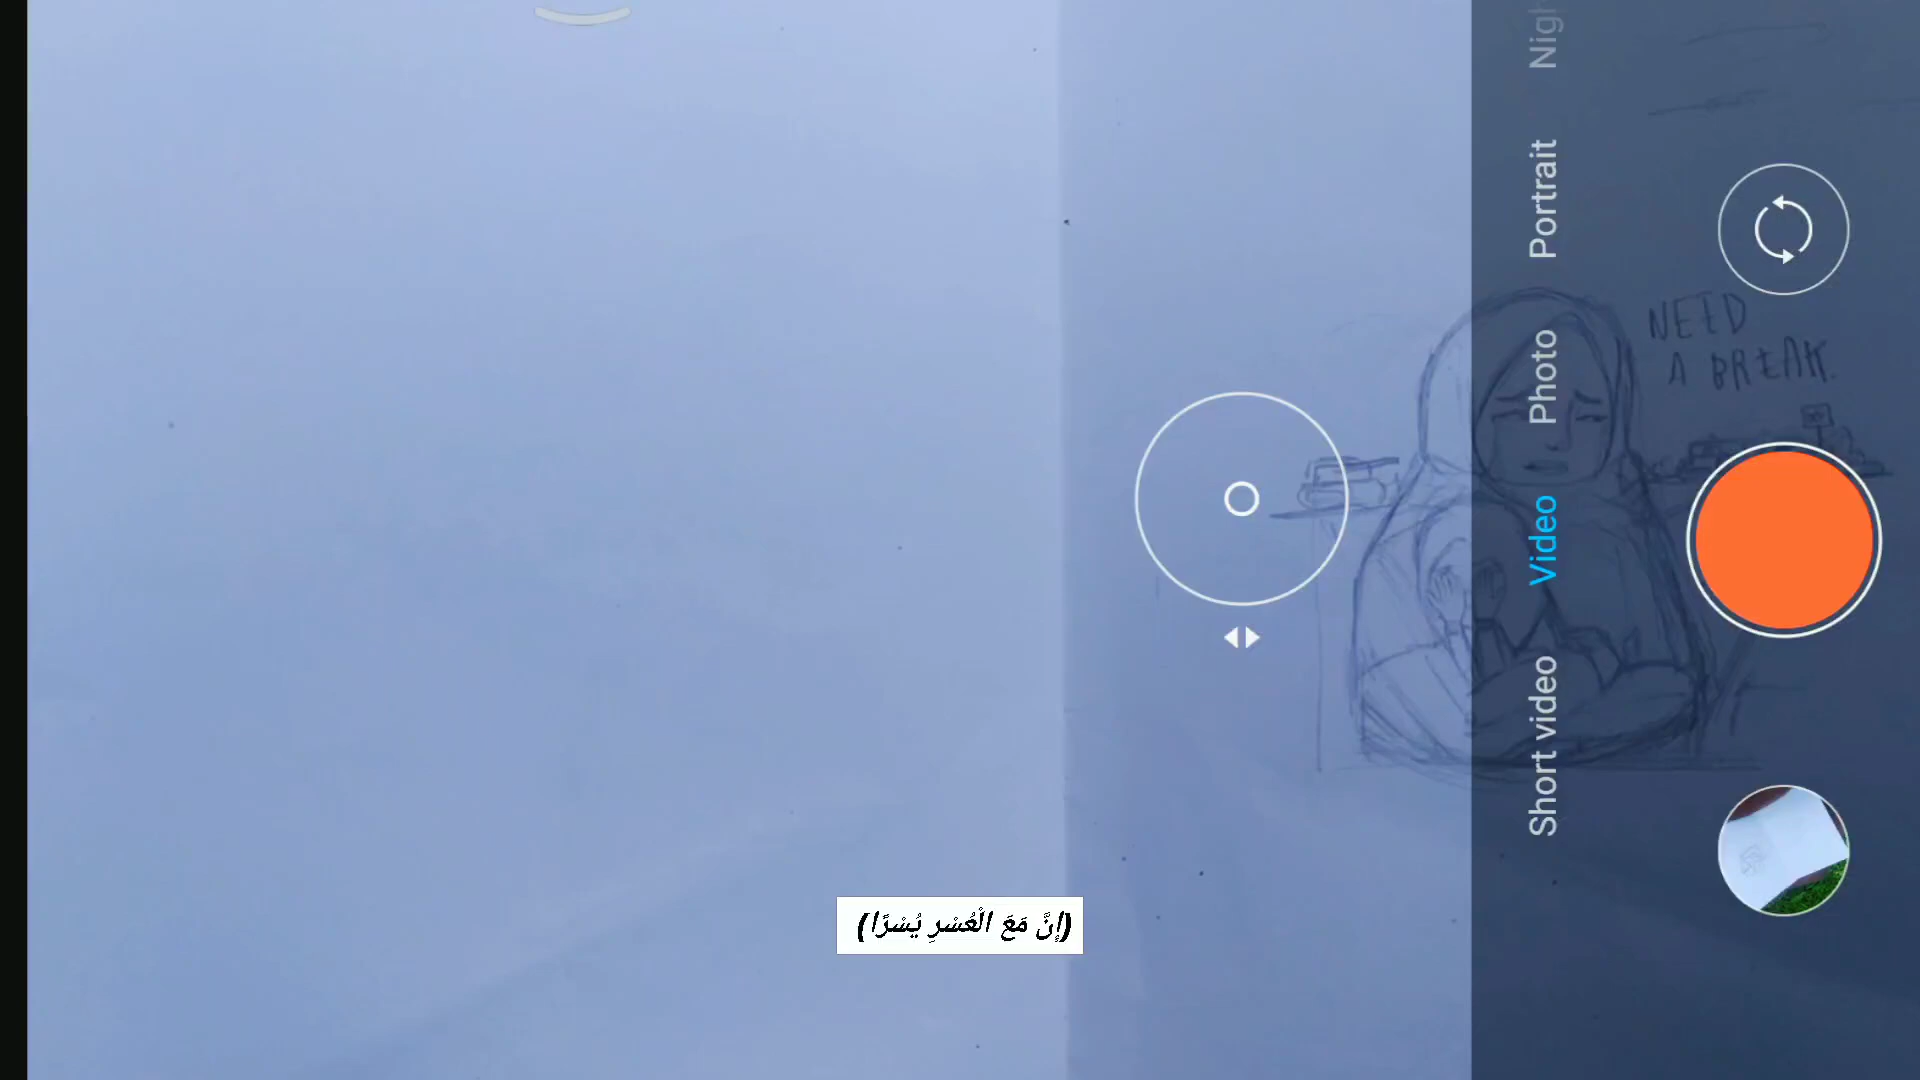 Nigh
Portrait
Photo
Video
Short video
NEED
A BREAK.
(إِنَّ مَعَ الْعُسْرِ يُسْرًا)